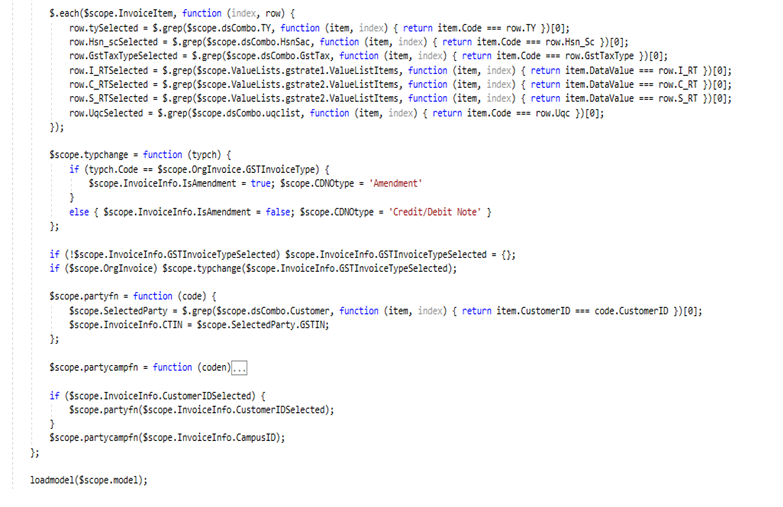 $.each($scope.InvoiceItem, function (index, row) {
row.tySelected = $.grep($scope.dsCombo.TY, function (item, index) { return item.Code === row.TY })[0];
row.Hsn_scSelected = $.grep($scope.dsCombo.HsnSac, function (item, index) { return item.Code === row.Hsn_Sc })[0];
row.GstTaxTypeSelected = $.grep($scope.dsCombo.GstTax, function (item, index) { return item.Code === row.GstTaxType })[0];
row.I_RTSelected = $.grep($scope.ValueLists.gstrate1.ValueListItems, function (item, index) { return item.DataValue === row.I_RT })[0];
row.C_RTSelected = $.grep($scope.ValueLists.gstrate2.ValueListItems, function (item, index) { return item.DataValue === row.C_RT })[0];
row.S_RTSelected = $.grep($scope.ValueLists.gstrate2.ValueListItems, function (item, index) { return item.DataValue === row.S_RT })[0];
row.UqcSelected = $.grep($scope.dsCombo.uqclist, function (item, index) { return item.Code === row.Uqc })[0];
});
$scope.typchange = function (typch) {
if (typch.Code == $scope.OrgInvoice.GSTInvoiceType) {
$scope.InvoiceInfo.IsAmendment = true; $scope.CDNOtype = 'Amendment'
}
else { $scope.InvoiceInfo.IsAmendment = false; $scope.CDNOtype = 'Credit/Debit Note' }
};
if (!$scope.InvoiceInfo.GSTInvoiceTypeSelected) $scope.InvoiceInfo.GSTInvoiceTypeSelected = {};
if ($scope.OrgInvoice) $scope.typchange($scope.InvoiceInfo.GSTInvoiceTypeSelected);
$scope.partyfn = function (code) {
$scope.SelectedParty = $.grep($scope.dsCombo.Customer, function (item, index) { return item.CustomerID === code.CustomerID })[0];
$scope.InvoiceInfo.CTIN = $scope.SelectedParty.GSTIN;
};
$scope.partycampfn = function (coden)...
if ($scope.InvoiceInfo.CustomerIDSelected) {
$scope.partyfn($scope.InvoiceInfo.CustomerIDSelected);
}
$scope.partycampfn($scope.InvoiceInfo.CampusID);
};
loadmodel($scope.model);